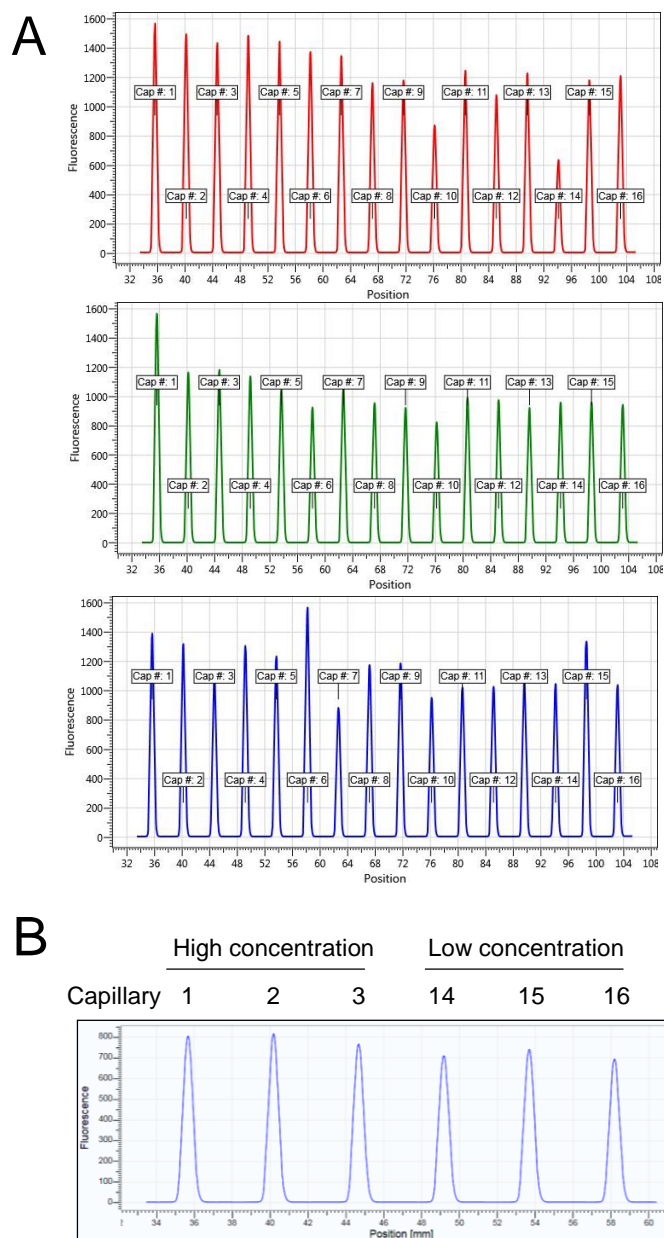 A
1600
1400
1200
1000
800
600
400
200
0
Fluorescence
Cap #: 1
Cap #: 3
Cap #: 5
Cap #: 7
Cap #: 9
Cap #: 11
Cap #: 13
Cap #: 15
Cap #: 2
Cap #: 4
Cap #: 6
Cap #: 8
Cap #: 10
Cap #: 12
Cap #: 14
Cap #: 16
32 36 40 44 48 52 56 60 64 68 72 76 80 84 88 92 96 100 104 108
Position
1600
1400
1200
1000
800
600
400
200
0
Fluorescence
Cap #: 1
Cap #: 3
Cap #: 5
Cap #: 7
Cap #: 9
Cap #: 11
Cap #: 13
Cap #: 15
Cap #: 2
Cap #: 4
Cap #: 6
Cap #: 8
Cap #: 10
Cap #: 12
Cap #: 14
Cap #: 16
32 36 40 44 48 52 56 60 64 68 72 76 80 84 88 92 96 100 104 108
Position
1600
1400
1200
1000
800
600
400
200
0
Fluorescence
Cap #: 1
Cap #: 3
Cap #: 5
Cap #: 7
Cap #: 9
Cap #: 11
Cap #: 13
Cap #: 15
Cap #: 2
Cap #: 4
Cap #: 6
Cap #: 8
Cap #: 10
Cap #: 12
Cap #: 14
Cap #: 16
32 36 40 44 48 52 56 60 64 68 72 76 80 84 88 92 96 100 104 108
Position
B
High concentration Low concentration
Capillary 1 2 3 14 15 16
800
700
600
500
400
300
200
100
0
Fluorescence
2 34 36 38 40 42 44 46 48 50 52 54 56 58 60
Position [mm]